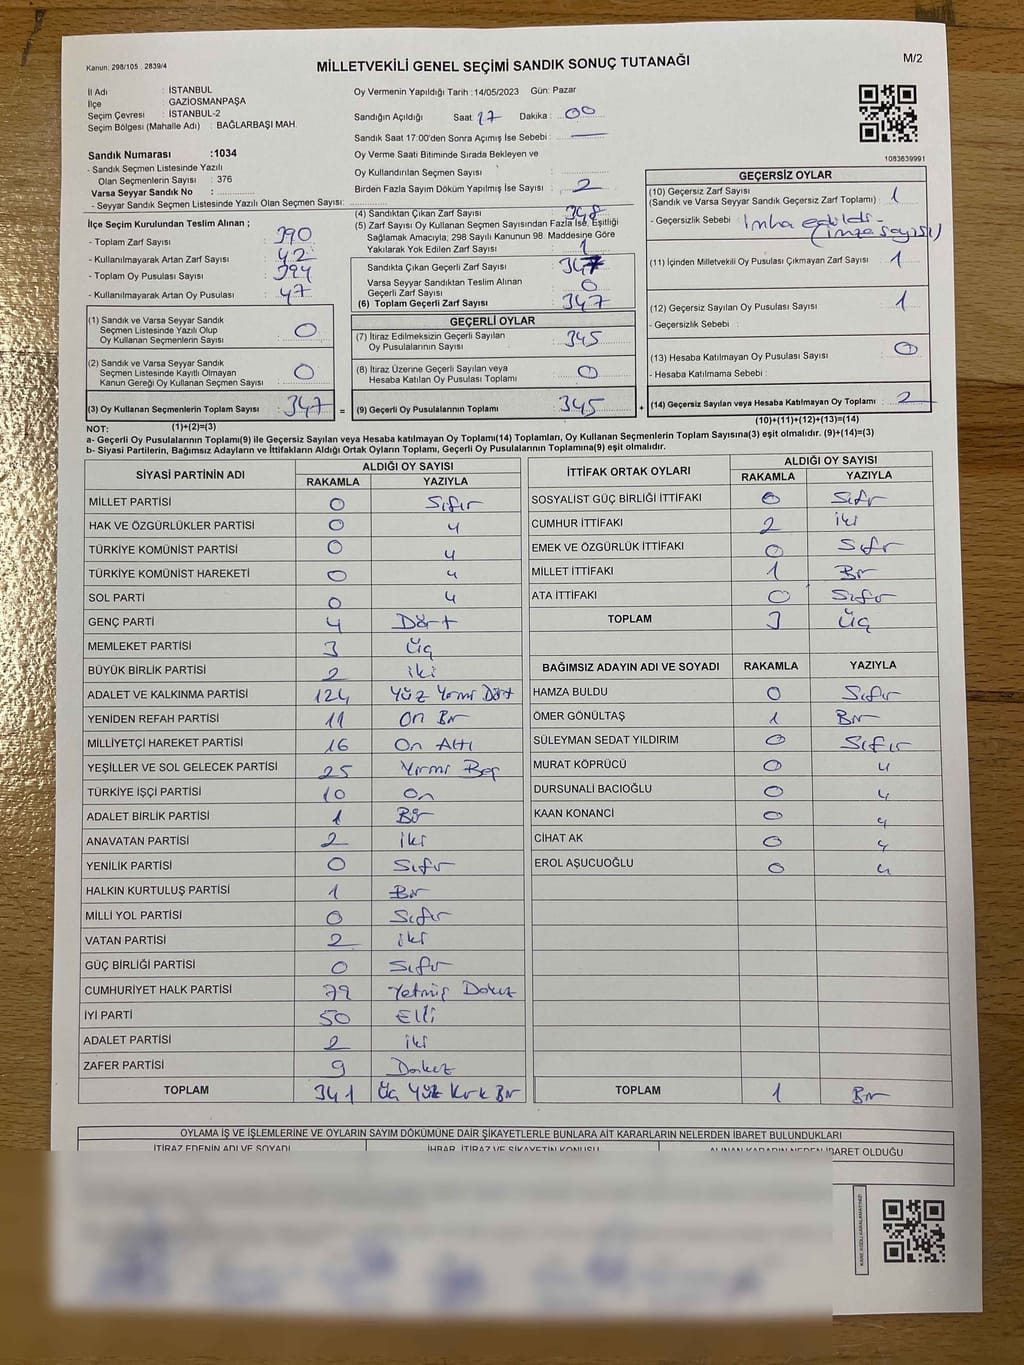 Kanun: 298/105 , 2839/4
MİLLETVEKİLİ GENEL SEÇİMİ SANDIK SONUÇ TUTANAĞI
M/2
İl Adı : İSTANBUL
İlçe : GAZİOSMANPAŞA
Seçim Çevresi : İSTANBUL-2
Seçim Bölgesi (Mahalle Adı) : BAĞLARBAŞI MAH.
Sandık Numarası :1034
- Sandık Seçmen Listesinde Yazılı
Olan Seçmenlerin Sayısı : 376
Varsa Seyyar Sandık No :
- Seyyar Sandık Seçmen Listesinde Yazılı Olan Seçmen Sayısı:
Oy Vermenin Yapıldığı Tarih :14/05/2023 Gün: Pazar
Sandığın Açıldığı Saat: 17 Dakika : 00
Sandık Saat 17:00'den Sonra Açımış İse Sebebi : —
Oy Verme Saati Bitiminde Sırada Bekleyen ve
Oy Kullandırılan Seçmen Sayısı :
Birden Fazla Sayım Döküm Yapılmış İse Sayısı : 2
1083639991
İlçe Seçim Kurulundan Teslim Alınan ;
- Toplam Zarf Sayısı : 390
- Kullanılmayarak Artan Zarf Sayısı : 42
- Toplam Oy Pusulası Sayısı : 394
- Kullanılmayarak Artan Oy Pusulası : 47
(1) Sandık ve Varsa Seyyar Sandık
Seçmen Listesinde Yazılı Olup
Oy Kullanan Seçmenlerin Sayısı : 0
(2) Sandık ve Varsa Seyyar Sandık
Seçmen Listesinde Kayıtlı Olmayan
Kanun Gereği Oy Kullanan Seçmen Sayısı : 0
(3) Oy Kullanan Seçmenlerin Toplam Sayısı : 347 =
(1)+(2)=(3)
(4) Sandıktan Çıkan Zarf Sayısı : 348
(5) Zarf Sayısı Oy Kullanan Seçmen Sayısından Fazla İse, Eşitliği
Sağlamak Amacıyla; 298 Sayılı Kanunun 98. Maddesine Göre
Yakılarak Yok Edilen Zarf Sayısı : 1
Sandıkta Çıkan Geçerli Zarf Sayısı : 347
Varsa Seyyar Sandıktan Teslim Alınan
Geçerli Zarf Sayısı : 0
(6) Toplam Geçerli Zarf Sayısı : 347
GEÇERLİ OYLAR
(7) İtiraz Edilmeksizin Geçerli Sayılan
Oy Pusulalarının Sayısı : 345
(8) İtiraz Üzerine Geçerli Sayılan veya
Hesaba Katılan Oy Pusulası Toplamı : 0
(9) Geçerli Oy Pusulalarının Toplamı : 345 +
GEÇERSİZ OYLAR
(10) Geçersiz Zarf Sayısı
(Sandık ve Varsa Seyyar Sandık Geçersiz Zarf Toplamı) : 1
- Geçersizlik Sebebi : İmha edildi-
(imza sayısı)
(11) İçinden Milletvekili Oy Pusulası Çıkmayan Zarf Sayısı : 1
(12) Geçersiz Sayılan Oy Pusulası Sayısı : 1
- Geçersizlik Sebebi :
(13) Hesaba Katılmayan Oy Pusulası Sayısı : 0
- Hesaba Katılmama Sebebi :
(14) Geçersiz Sayılan veya Hesaba Katılmayan Oy Toplamı : 2
(10)+(11)+(12)+(13)=(14)
NOT:
a- Geçerli Oy Pusulalarının Toplamı(9) ile Geçersiz Sayılan veya Hesaba katılmayan Oy Toplamı(14) Toplamları, Oy Kullanan Seçmenlerin Toplam Sayısına(3) eşit olmalıdır. (9)+(14)=(3)
b- Siyasi Partilerin, Bağımsız Adayların ve İttifakların Aldığı Ortak Oyların Toplamı, Geçerli Oy Pusulalarının Toplamına(9) eşit olmalıdır.
SİYASİ PARTİNİN ADI ALDIĞI OY SAYISI
RAKAMLA YAZIYLA
MİLLET PARTİSİ 0 Sıfır
HAK VE ÖZGÜRLÜKLER PARTİSİ 0 "
TÜRKİYE KOMÜNİST PARTİSİ 0 "
TÜRKİYE KOMÜNİST HAREKETİ 0 "
SOL PARTİ 0 "
GENÇ PARTİ 4 Dört
MEMLEKET PARTİSİ 3 Üç
BÜYÜK BİRLİK PARTİSİ 2 iki
ADALET VE KALKINMA PARTİSİ 124 Yüz Yirmi Dört
YENİDEN REFAH PARTİSİ 11 On Bir
MİLLİYETÇİ HAREKET PARTİSİ 16 On Altı
YEŞİLLER VE SOL GELECEK PARTİSİ 25 Yirmi Beş
TÜRKİYE İŞÇİ PARTİSİ 10 On
ADALET BİRLİK PARTİSİ 1 Bir
ANAVATAN PARTİSİ 2 iki
YENİLİK PARTİSİ 0 Sıfır
HALKIN KURTULUŞ PARTİSİ 1 Bir
MİLLİ YOL PARTİSİ 0 Sıfır
VATAN PARTİSİ 2 iki
GÜÇ BİRLİĞİ PARTİSİ 0 Sıfır
CUMHURİYET HALK PARTİSİ 79 Yetmiş Dokuz
İYİ PARTİ 50 Elli
ADALET PARTİSİ 2 iki
ZAFER PARTİSİ 9 Dokuz
TOPLAM 341 Üç Yüz Kırk Bir
İTTİFAK ORTAK OYLARI ALDIĞI OY SAYISI
RAKAMLA YAZIYLA
SOSYALİST GÜÇ BİRLİĞİ İTTİFAKI 0 Sıfır
CUMHUR İTTİFAKI 2 iki
EMEK VE ÖZGÜRLÜK İTTİFAKI 0 Sıfır
MİLLET İTTİFAKI 1 Bir
ATA İTTİFAKI 0 Sıfır
TOPLAM 3 Üç
BAĞIMSIZ ADAYIN ADI VE SOYADI RAKAMLA YAZIYLA
HAMZA BULDU 0 Sıfır
ÖMER GÖNÜLTAŞ 1 Bir
SÜLEYMAN SEDAT YILDIRIM 0 Sıfır
MURAT KÖPRÜCÜ 0 "
DURSUNALİ BACIOĞLU 0 "
KAAN KONANCİ 0 "
CİHAT AK 0 "
EROL AŞUCUOĞLU 0 "
TOPLAM 1 Bir
OYLAMA İŞ VE İŞLEMLERİNE VE OYLARIN SAYIM DÖKÜMÜNE DAİR ŞİKAYETLERLE BUNLARA AİT KARARLARIN NELERDEN İBARET BULUNDUKLARI
İTİRAZ EDENİN ADI VE SOYADI İHBAR, İTİRAZ VE ŞİKAYETİN KONUSU ALINAN KARARIN NEDEN İBARET OLDUĞU